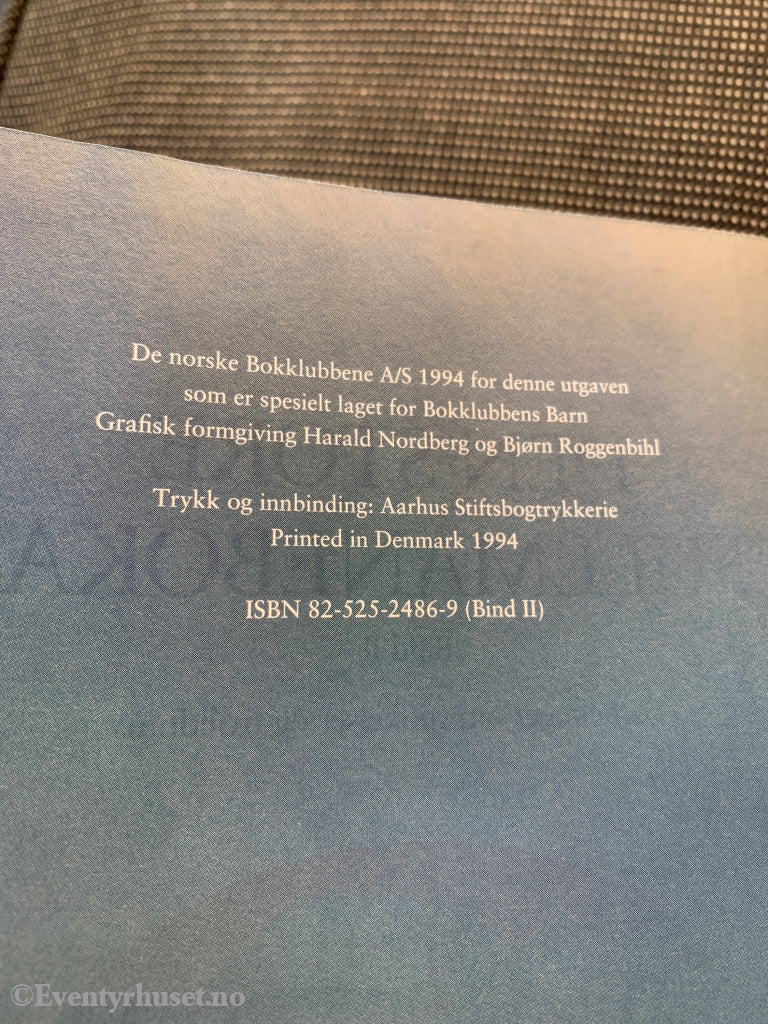 De norske Bokklubbene A/S 1994 for denne utgaven
som er spesielt laget for Bokklubbens Barn
Grafisk formgiving Harald Nordberg og Bjørn Roggenbihl
Trykk og innbinding: Aarhus Stiftsbogtrykkerie
Printed in Denmark 1994
ISBN 82-525-2486-9 (Bind II)
©Eventyrhuset.no